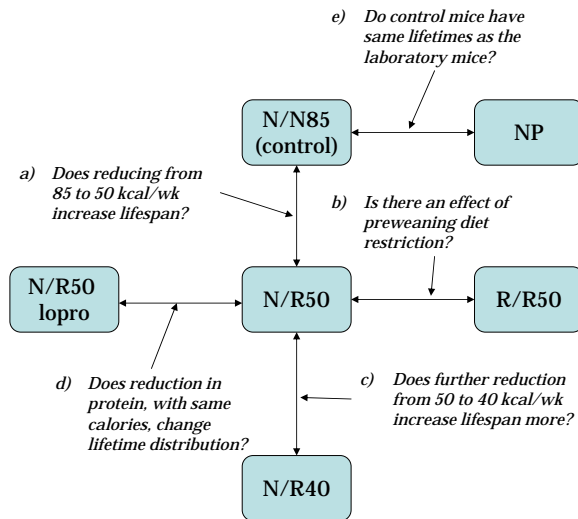 e) Do control mice have
same lifetimes as the
laboratory mice?
N/N85
(control)
NP
a) Does reducing from
85 to 50 kcal/wk
increase lifespan?
b) Is there an effect of
preweaning diet
restriction?
N/R50
lopro
N/R50
R/R50
d) Does reduction in
protein, with same
calories, change
lifetime distribution?
c) Does further reduction
from 50 to 40 kcal/wk
increase lifespan more?
N/R40